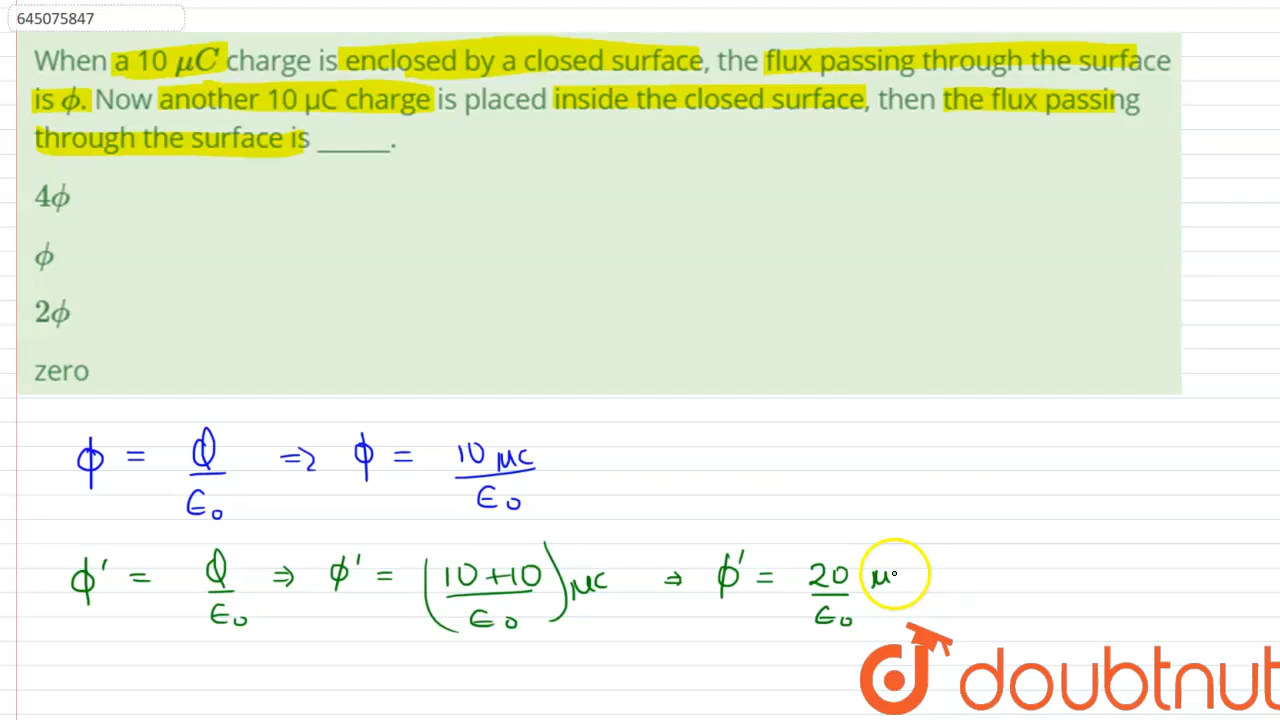 645075847
When a 10 μC charge is enclosed by a closed surface, the flux passing through the surface
is ϕ. Now another 10 μC charge is placed inside the closed surface, then the flux passing
through the surface is _____.
4ϕ
ϕ
2ϕ
zero
ϕ = Q/ε₀ ⇒ ϕ = 10 μc/ε₀
ϕ' = Q/ε₀ ⇒ ϕ' = ((10+10)/ε₀) μc ⇒ ϕ' = 20/ε₀ μ
doubtnut